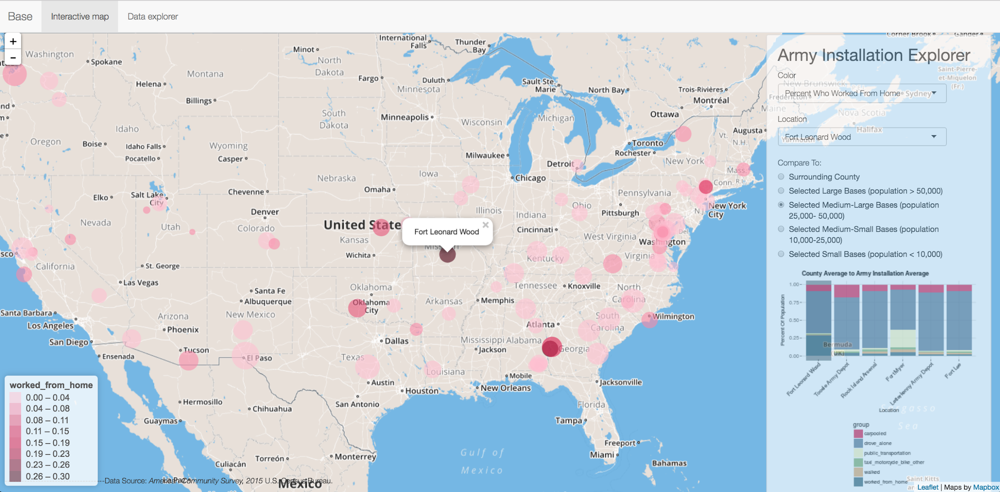 Base
Interactive map
Data explorer
+
−
Washington
Spokane
Montana
Helena
Billings
Idaho
Oregon
Boise
Idaho Falls
Pocatello
Wyoming
Casper
Minot
North
Dakota
Fargo
South
Dakota
International
Falls
Thunder
Bay
Duluth
Minnesota
Minneapolis
Wisconsin
Sault Ste.
Marie
North Bay
Trois-Rivières
Montréal
Ottawa
Michigan
Augusta
Vt.
N.H.
Maine
Toronto
Rochester
Milwaukee
Detroit
New York
Mass.
Conn.
R.I.
Chicago
Iowa
Nebraska
Omaha
Cheyenne
Elko
Salt Lake
City
Nevada
Utah
Denver
Colorado
United State
Kansas
Wichita
Illinois
Indiana
Ohio
Pennsylvania
Pittsburgh
N.J.
New York
City
Cincinnati
West Virginia
Del.
Washington
Virginia
Kentucky
Fort Leonard Wood
×
isco
California
St. George
Las Vegas
Santa Fe
Albuquerque
Oklahoma
Oklahoma
City
Arkansas
Memphis
Tennessee
Knoxville
North
Carolina
South
Carolina
Wilmington
Santa Barbara
Los Angeles
Arizona
Phoenix
New Mexico
San Diego
Ensenada
Tucson
El Paso
Dallas
Texas
Atlanta
Mississippi
Alabama
Georgia
Jackson
Louisiana
Austin
Houston
Mobile
New Orleans
Jacksonville
San Antonio
Hermosillo
Chihuahua
Florida
Guaymas
Tampa
Freeport
Miami
Torreón
Monterrey
Culiacán
Gulf of
Mexico
Bahamas
La Paz
México
worked_from_home
0.00 – 0.04
0.04 – 0.08
0.08 – 0.11
0.11 – 0.15
0.15 – 0.19
0.19 – 0.23
0.23 – 0.26
0.26 – 0.30
Data Source: American Community Survey, 2015 U.S. Census Bureau.
Corner Brook
Gander
Army Installation Explorer
Saint-Pierre-
et-Miquelon
(Fr.)
Color
New Brunswick
P.E.I.
Percent Who Worked From Home
Fredericton
Sydney
Nova Scotia
Location
Halifax
Fort Leonard Wood
Yarmouth
Compare To:
Surrounding County
Selected Large Bases (population > 50,000)
Selected Medium-Large Bases (population
25,000- 50,000)
Selected Medium-Small Bases (population
10,000-25,000)
Selected Small Bases (population < 10,000)
County Average to Army Installation Average
Percent Of Population
1.00
0.75
0.50
0.25
0.00
Bermuda
(UK)
Fort Leonard Wood
Tooele Army Depot
Rock Island Arsenal
Fort Myer
Letterkenny Army Depot
Fort Lee
Location
Sargasso
Sea
group
carpooled
drove_alone
public_transportation
taxi_motorcycle_bike_other
walked
worked_from_home
Saint Kitts
Leaflet | Maps by Mapbox